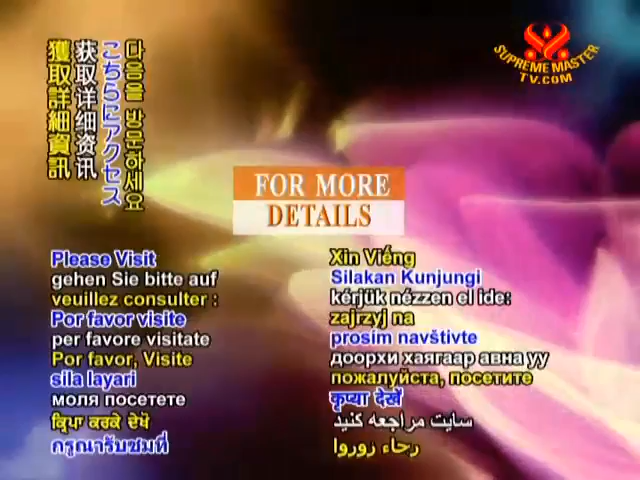 獲取詳細資訊
获取详细资讯
こちらにアクセス
다음을 방문하세요
SUPREME MASTER
TV.COM
FOR MORE
DETAILS
Please Visit
gehen Sie bitte auf
veuillez consulter :
Por favor visite
per favore visitate
Por favor, Visite
sila layari
моля посетете
ਕ੍ਰਿਪਾ ਕਰਕੇ ਦੇਖੋ
กรุณารับชมที่
Xin Viếng
Silakan Kunjungi
kérjük nézzen el ide:
zajrzyj na
prosím navštivte
доорхи хаягаар авна уу
пожалуйста, посетите
कृप्या देखें
سایت مراجعه کنید
رجاء زوروا